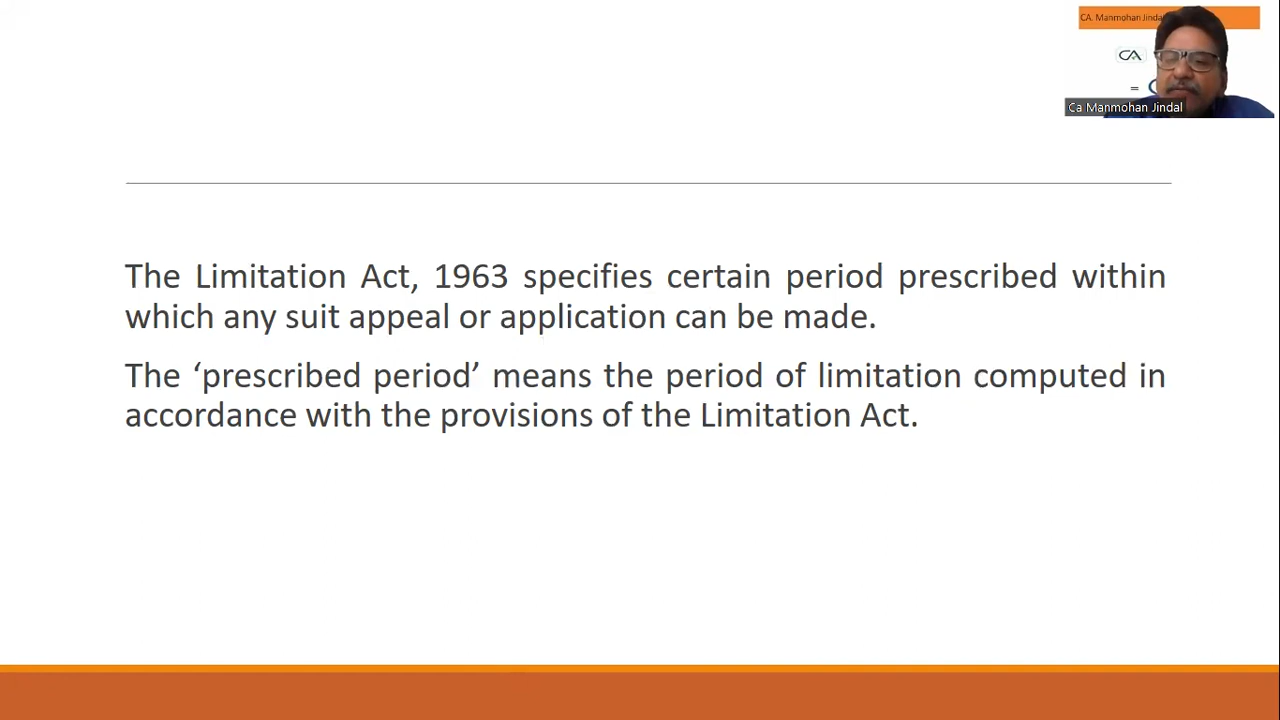 CA. Manmohan Jindal
CA
=
Ca Manmohan Jindal
The Limitation Act, 1963 specifies certain period prescribed within
which any suit appeal or application can be made.
The ‘prescribed period’ means the period of limitation computed in
accordance with the provisions of the Limitation Act.